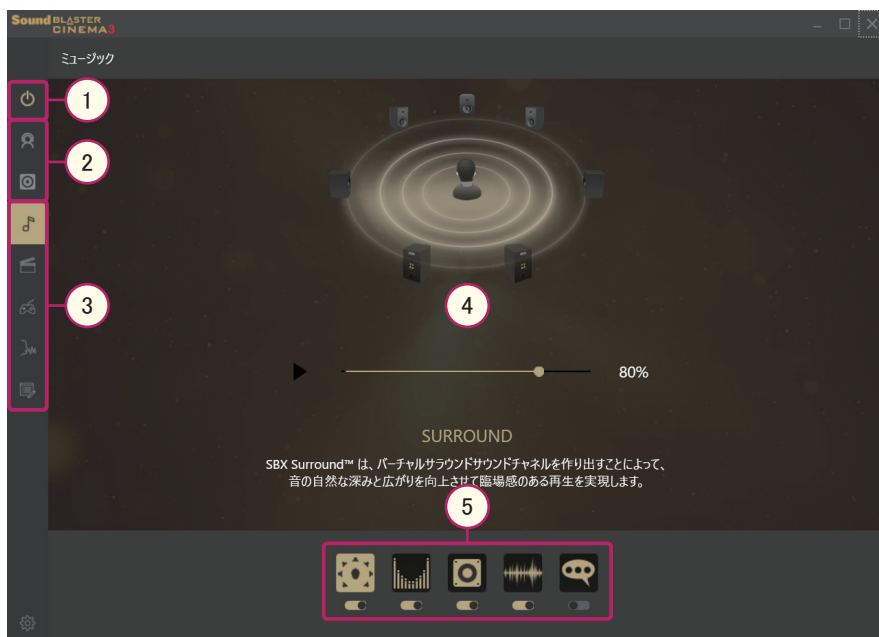 Sound BLASTER
CINEMA3
ミュージック
1
2
3
4
80%
SURROUND
SBX Surround™ は、バーチャルサラウンドサウンドチャネルを作り出すことによって、
音の自然な深みと広がりを向上させて臨場感のある再生を実現します。
5